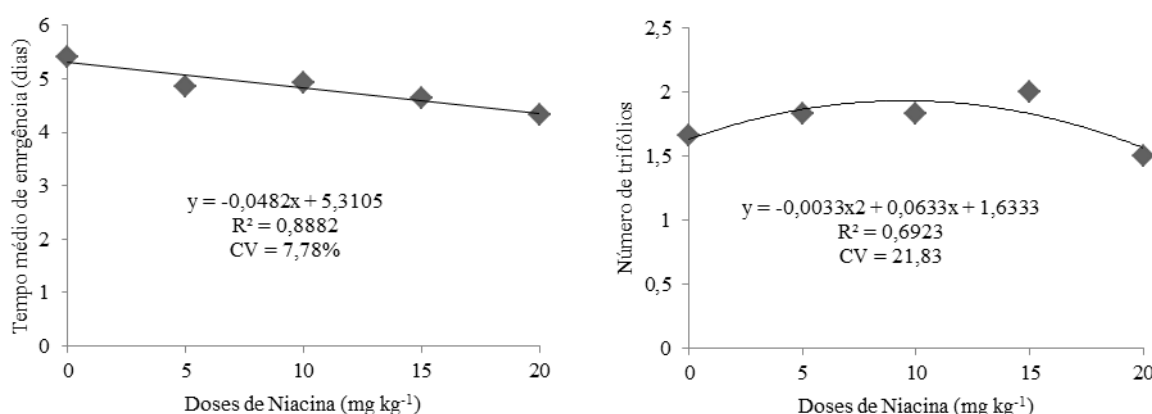 Tempo médio de emrgência (dias)
6
5
4
3
2
1
0
y = -0,0482x + 5,3105
R² = 0,8882
CV = 7,78%
0 5 10 15 20
Doses de Niacina (mg kg⁻¹)
Número de trifólios
2,5
2
1,5
1
0,5
0
y = -0,0033x2 + 0,0633x + 1,6333
R² = 0,6923
CV = 21,83
0 5 10 15 20
Doses de Niacina (mg kg⁻¹)